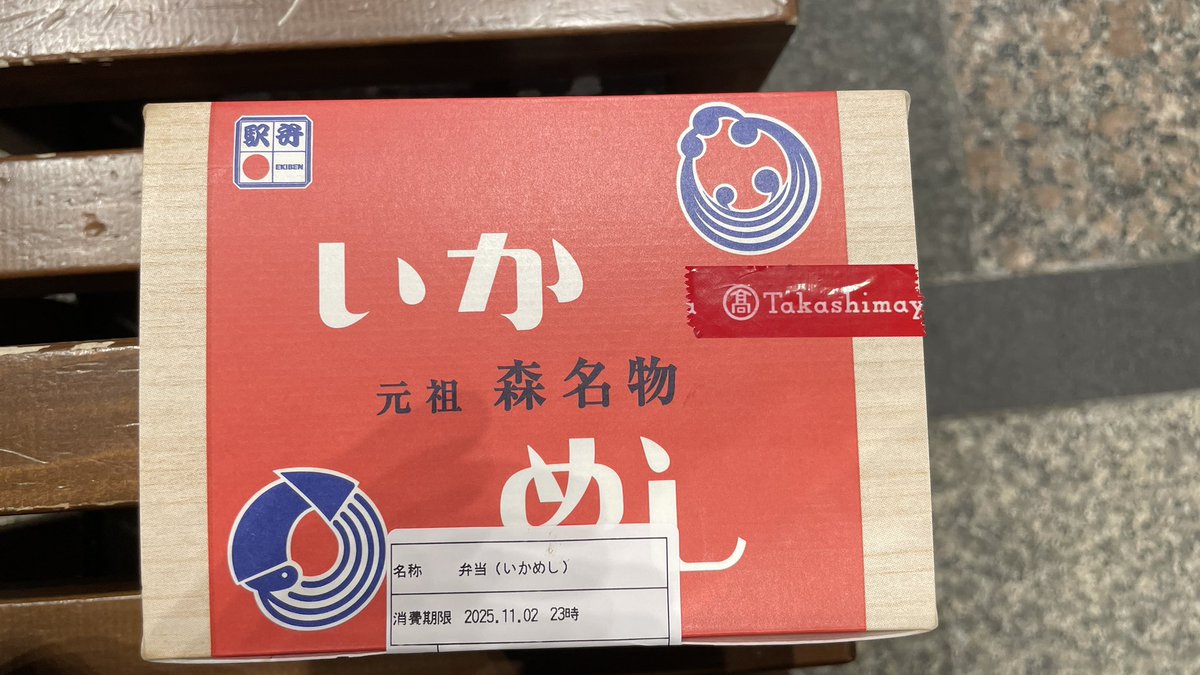 駅弁
EKIBEN
いか
a 髙 Takashimay
元祖 森名物
めし
名称 弁当(いかめし)
消費期限 2025.11.02 23時